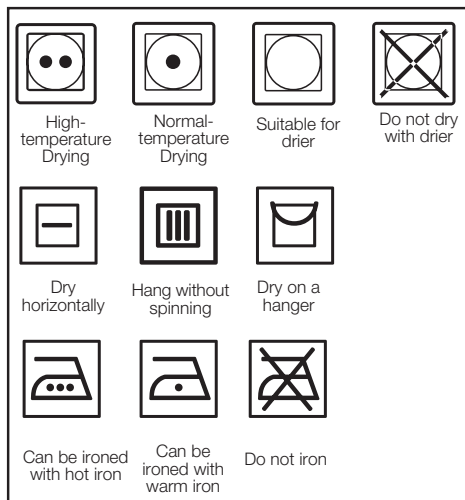 High-
temperature
Drying
Normal-
temperature
Drying
Suitable for
drier
Do not dry
with drier
Dry
horizontally
Hang without
spinning
Dry on a
hanger
Can be ironed
with hot iron
Can be
ironed with
warm iron
Do not iron